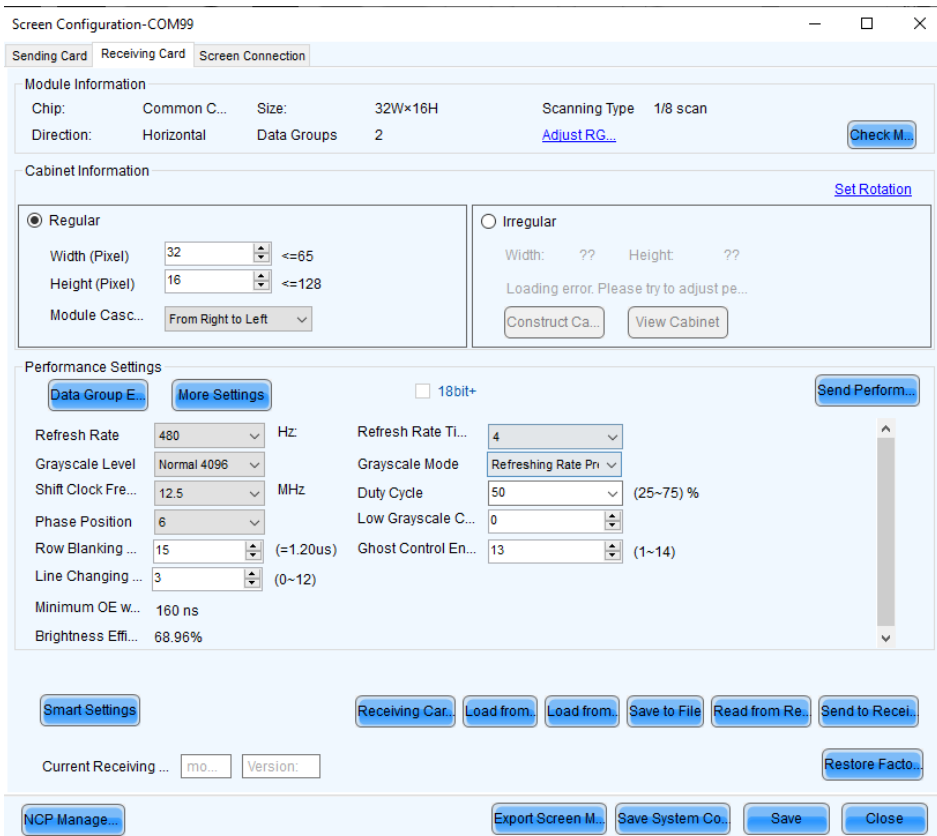 Screen Configuration-COM99
Sending Card Receiving Card Screen Connection
Module Information
Chip: Common C... Size: 32W×16H Scanning Type 1/8 scan
Direction: Horizontal Data Groups 2 Adjust RG... Check M...
Cabinet Information
Set Rotation
Regular
Width (Pixel) 32 <=65
Height (Pixel) 16 <=128
Module Casc... From Right to Left
Irregular
Width: ?? Height: ??
Loading error. Please try to adjust pe...
Construct Ca... View Cabinet
Performance Settings
Data Group E... More Settings 18bit+ Send Perform...
Refresh Rate 480 Hz: Refresh Rate Ti... 4
Grayscale Level Normal 4096 Grayscale Mode Refreshing Rate Pri
Shift Clock Fre... 12.5 MHz Duty Cycle 50 (25~75) %
Phase Position 6 Low Grayscale C... 0
Row Blanking ... 15 (=1.20us) Ghost Control En... 13 (1~14)
Line Changing ... 3 (0~12)
Minimum OE w... 160 ns
Brightness Effi... 68.96%
Smart Settings Receiving Car... Load from... Load from... Save to File Read from Re... Send to Recei...
Current Receiving ... mo... Version: Restore Facto...
NCP Manage... Export Screen M... Save System Co... Save Close